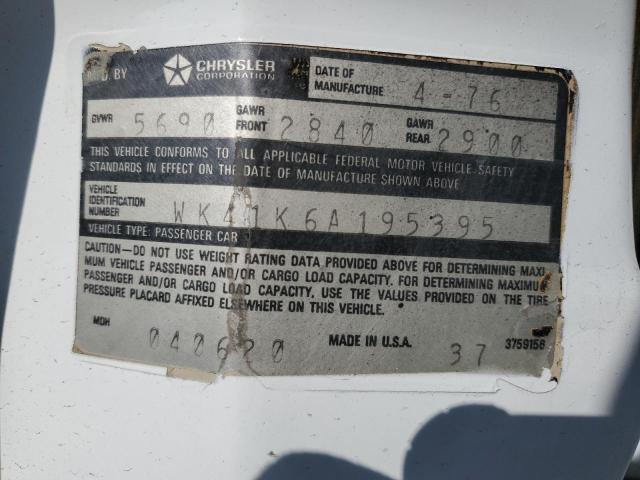 MFD. BY CHRYSLER CORPORATION
DATE OF MANUFACTURE 4-76
GVWR 5690 GAWR FRONT 2840 GAWR REAR 2900
THIS VEHICLE CONFORMS TO ALL APPLICABLE FEDERAL MOTOR VEHICLE SAFETY
STANDARDS IN EFFECT ON THE DATE OF MANUFACTURE SHOWN ABOVE
VEHICLE IDENTIFICATION NUMBER WK41K6A195395
VEHICLE TYPE: PASSENGER CAR
CAUTION—DO NOT USE WEIGHT RATING DATA PROVIDED ABOVE FOR DETERMINING MAXI-
MUM VEHICLE PASSENGER AND/OR CARGO LOAD CAPACITY. FOR DETERMINING MAXIMUM
PASSENGER AND/OR CARGO LOAD CAPACITY, USE THE VALUES PROVIDED ON THE TIRE
PRESSURE PLACARD AFFIXED ELSEWHERE ON THIS VEHICLE.
MDH 040620 MADE IN U.S.A. 37 3759156